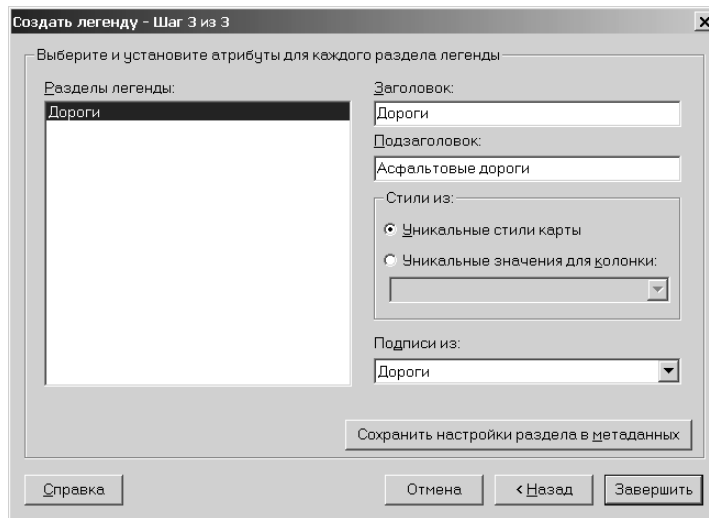 Создать легенду - Шаг 3 из 3
Выберите и установите атрибуты для каждого раздела легенды
Разделы легенды:
Дороги
Заголовок:
Дороги
Подзаголовок:
Асфальтовые дороги
Стили из:
Уникальные стили карты
Уникальные значения для колонки:
Подписи из:
Дороги
Сохранить настройки раздела в метаданных
Справка
Отмена
< Назад
Завершить